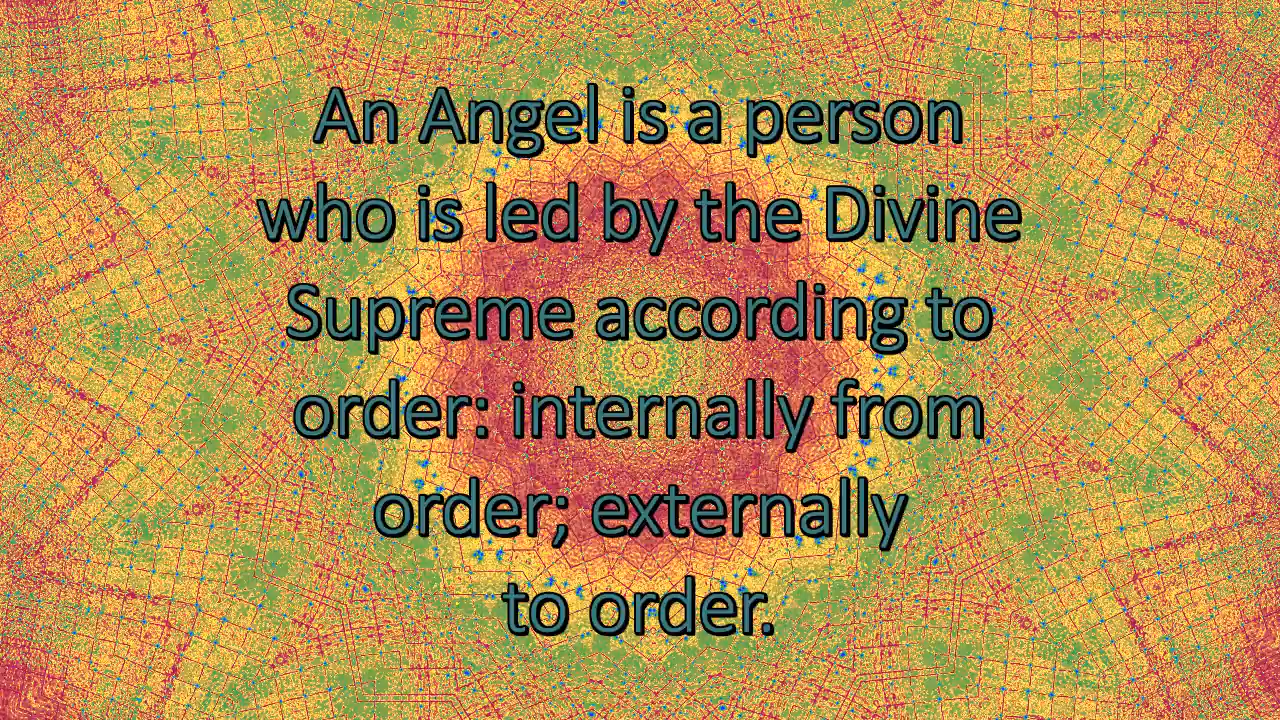 An Angel is a person
who is led by the Divine
Supreme according to
order: internally from
order; externally
to order.